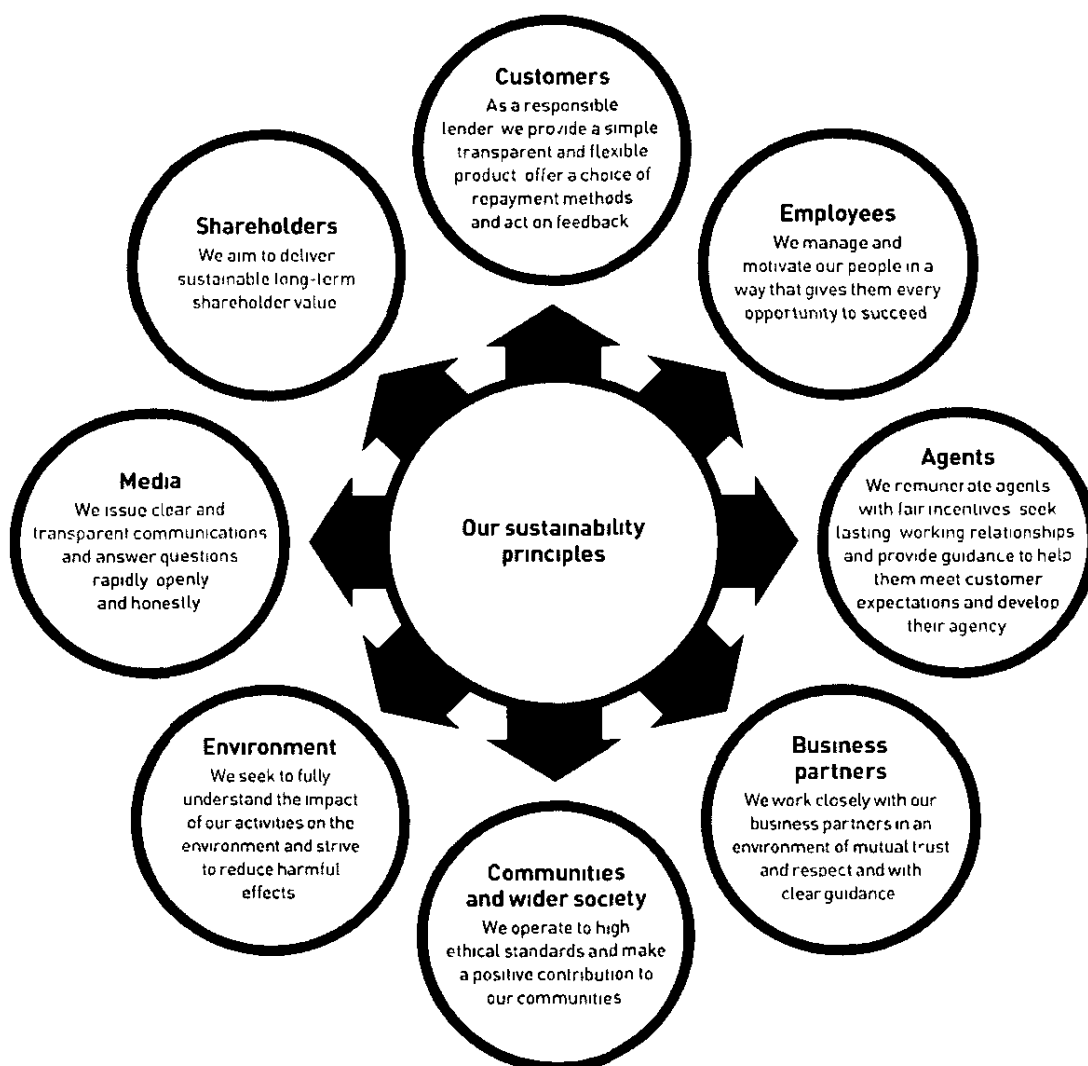 Customers
As a responsible
lender we provide a simple
transparent and flexible
product offer a choice of
repayment methods
and act on feedback
Employees
We manage and
motivate our people in a
way that gives them every
opportunity to succeed
Agents
We remunerate agents
with fair incentives seek
lasting working relationships
and provide guidance to help
them meet customer
expectations and develop
their agency
Business
partners
We work closely with our
business partners in an
environment of mutual trust
and respect and with
clear guidance
Communities
and wider society
We operate to high
ethical standards and make
a positive contribution to
our communities
Environment
We seek to fully
understand the impact
of our activities on the
environment and strive
to reduce harmful
effects
Media
We issue clear and
transparent communications
and answer questions
rapidly openly
and honestly
Shareholders
We aim to deliver
sustainable long-term
shareholder value
Our sustainability
principles